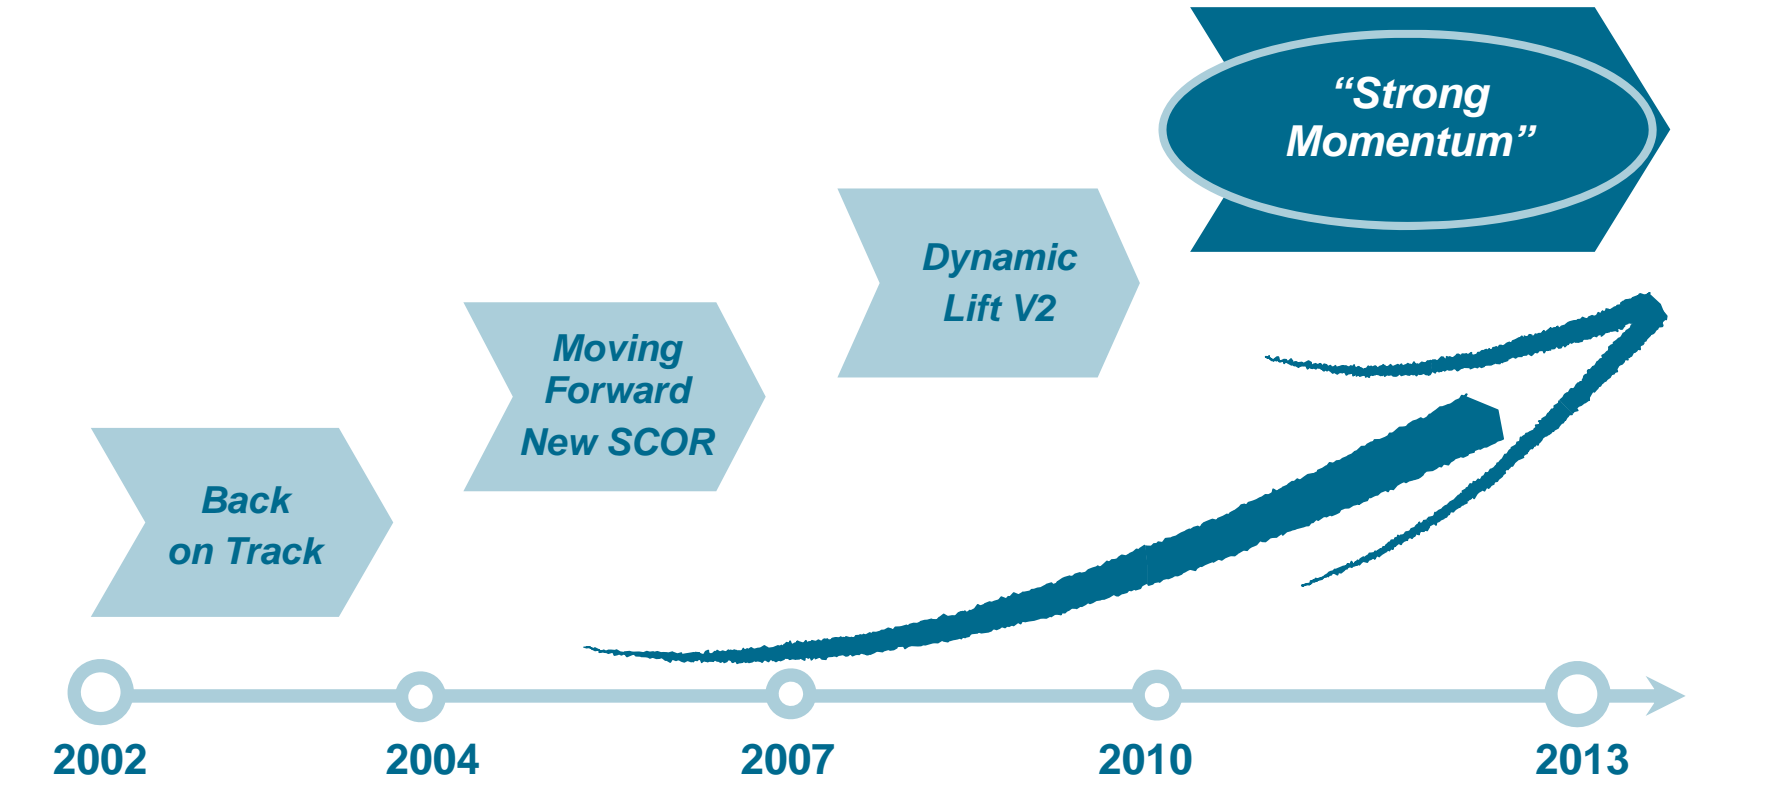 “Strong
Momentum”
Dynamic
Lift V2
Moving
Forward
New SCOR
Back
on Track
2002
2004
2007
2010
2013